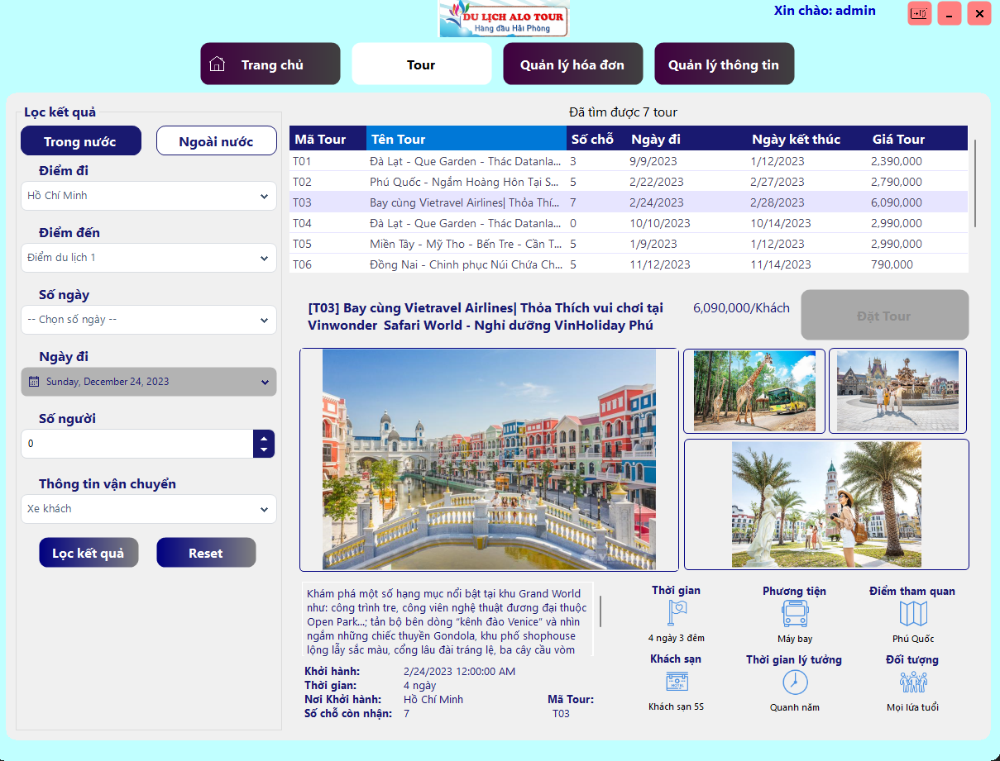 DU LỊCH ALO TOUR
Hàng đầu Hải Phòng
Xin chào: admin
Trang chủ
Tour
Quản lý hóa đơn
Quản lý thông tin
Lọc kết quả
Trong nước
Ngoài nước
Điểm đi
Hồ Chí Minh
Điểm đến
Điểm du lịch 1
Số ngày
-- Chọn số ngày --
Ngày đi
Sunday, December 24, 2023
Số người
0
Thông tin vận chuyển
Xe khách
Lọc kết quả
Reset
Đã tìm được 7 tour
Mã Tour Tên Tour Số chỗ Ngày đi Ngày kết thúc Giá Tour
T01 Đà Lạt - Que Garden - Thác Datanla... 3 9/9/2023 1/12/2023 2,390,000
T02 Phú Quốc - Ngắm Hoàng Hôn Tại S... 5 2/22/2023 2/27/2023 2,790,000
T03 Bay cùng Vietravel Airlines| Thỏa Thí... 7 2/24/2023 2/28/2023 6,090,000
T04 Đà Lạt - Que Garden - Thác Datanla... 0 10/10/2023 10/14/2023 2,990,000
T05 Miền Tây - Mỹ Tho - Bến Tre - Cần T... 5 1/9/2023 1/12/2023 2,990,000
T06 Đồng Nai - Chinh phục Núi Chứa Ch... 5 11/12/2023 11/14/2023 790,000
[T03] Bay cùng Vietravel Airlines| Thỏa Thích vui chơi tại
Vinwonder Safari World - Nghỉ dưỡng VinHoliday Phú
6,090,000/Khách
Đặt Tour
Khám phá một số hạng mục nổi bật tại khu Grand World
như: công trình tre, công viên nghệ thuật đương đại thuộc
Open Park...; tản bộ bên dòng “kênh đào Venice” và nhìn
ngắm những chiếc thuyền Gondola, khu phố shophouse
lộng lẫy sắc màu, cổng lâu đài tráng lệ, ba cây cầu vòm
Khởi hành: 2/24/2023 12:00:00 AM
Thời gian: 4 ngày
Nơi Khởi hành: Hồ Chí Minh
Số chỗ còn nhận: 7
Mã Tour:
T03
Thời gian
4 ngày 3 đêm
Phương tiện
Máy bay
Điểm tham quan
Phú Quốc
Khách sạn
HOTEL
Khách sạn 5S
Thời gian lý tưởng
Quanh năm
Đối tượng
Mọi lứa tuổi